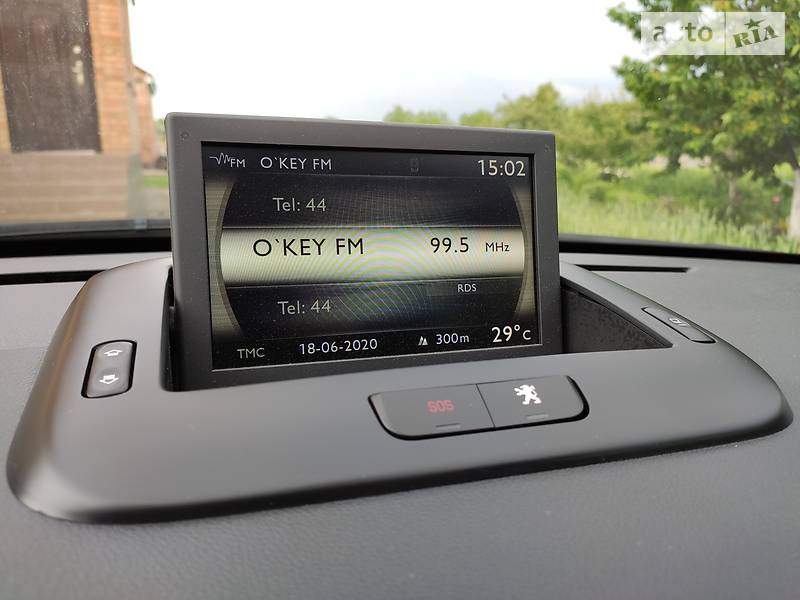 auto RIA
FM O`KEY FM 15:02
Tel: 44
O`KEY FM 99.5 MHz
Tel: 44
RDS
TMC 18-06-2020 300m 29°C
SOS